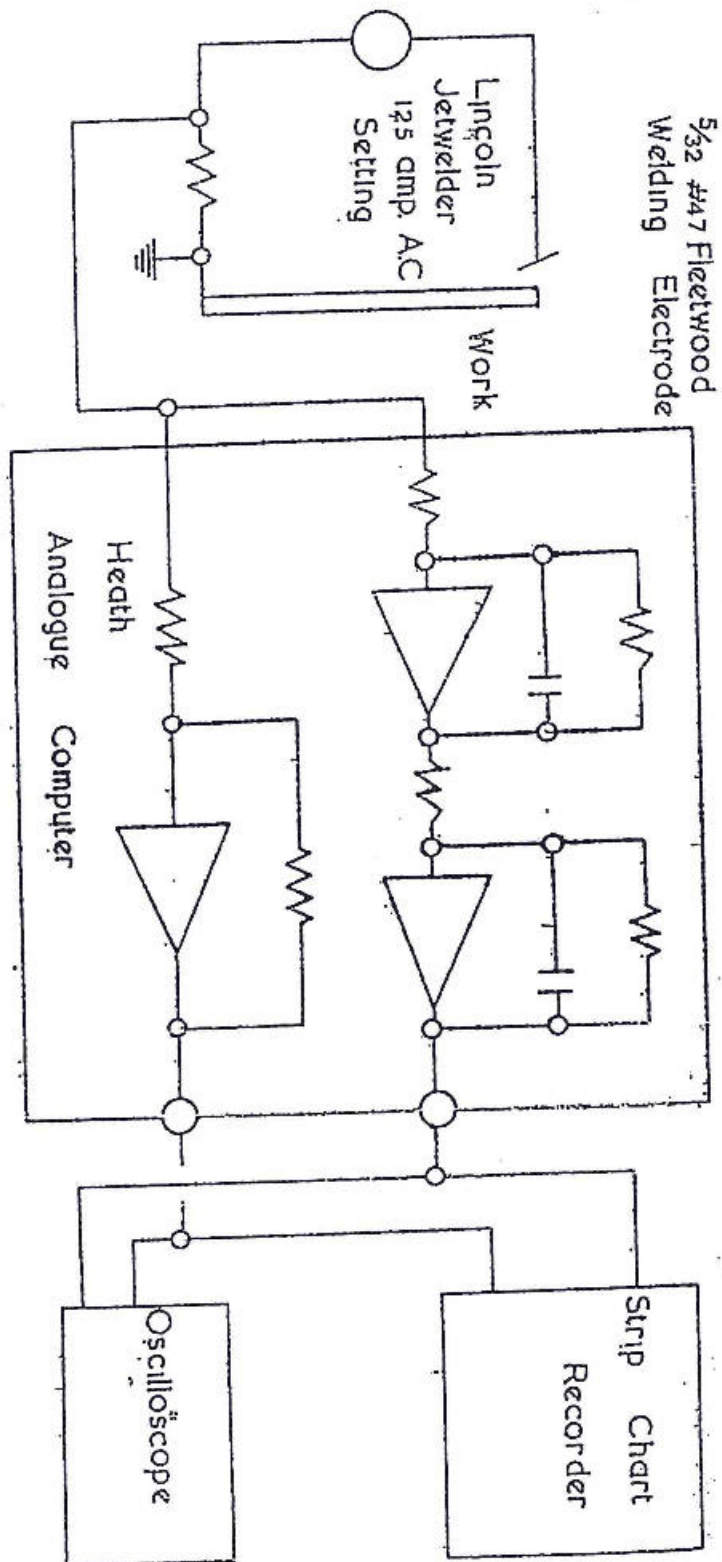 5/32 #47 Fleetwood
Welding Electrode
Lincoln
Jetwelder
125 amp. A.C
Setting
Work
Heath
Analogue Computer
Strip Chart
Recorder
Oscilloscope